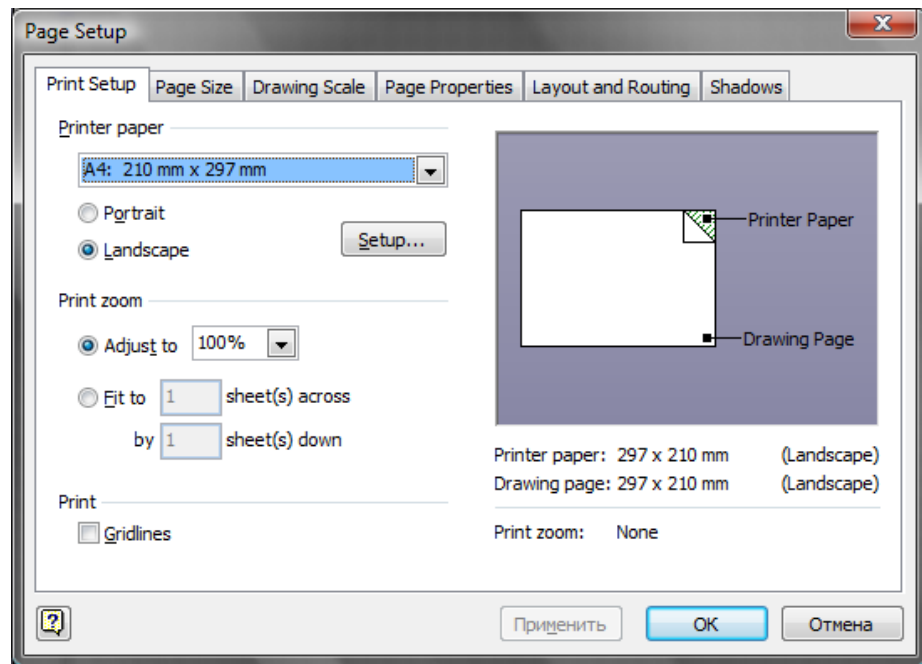 Page Setup
Print Setup Page Size Drawing Scale Page Properties Layout and Routing Shadows
Printer paper
A4: 210 mm x 297 mm
Portrait
Landscape
Setup...
Print zoom
Adjust to 100%
Fit to 1 sheet(s) across
by 1 sheet(s) down
Print
Gridlines
Printer Paper
Drawing Page
Printer paper: 297 x 210 mm (Landscape)
Drawing page: 297 x 210 mm (Landscape)
Print zoom: None
Применить OK Отмена